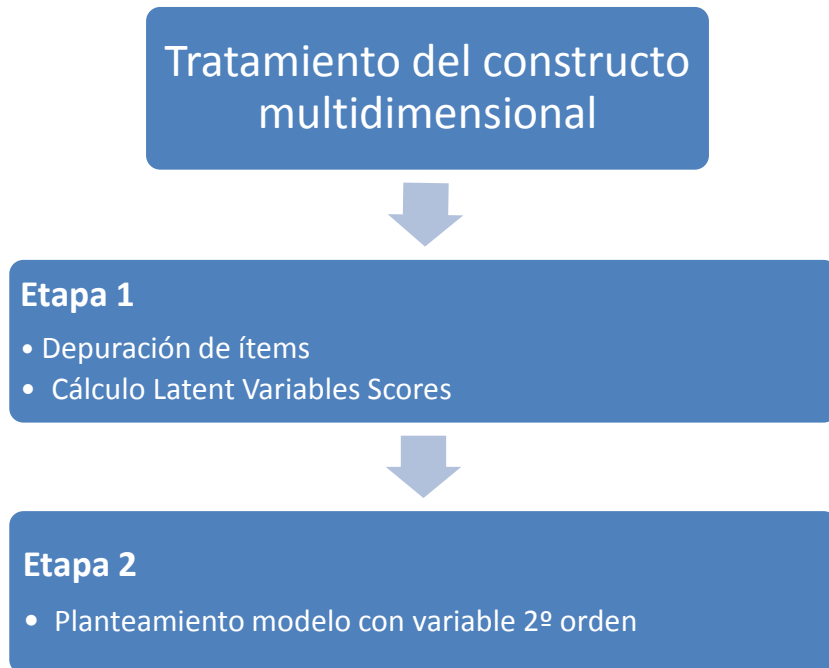 Tratamiento del constructo
multidimensional
Etapa 1
• Depuración de ítems
• Cálculo Latent Variables Scores
Etapa 2
• Planteamiento modelo con variable 2º orden